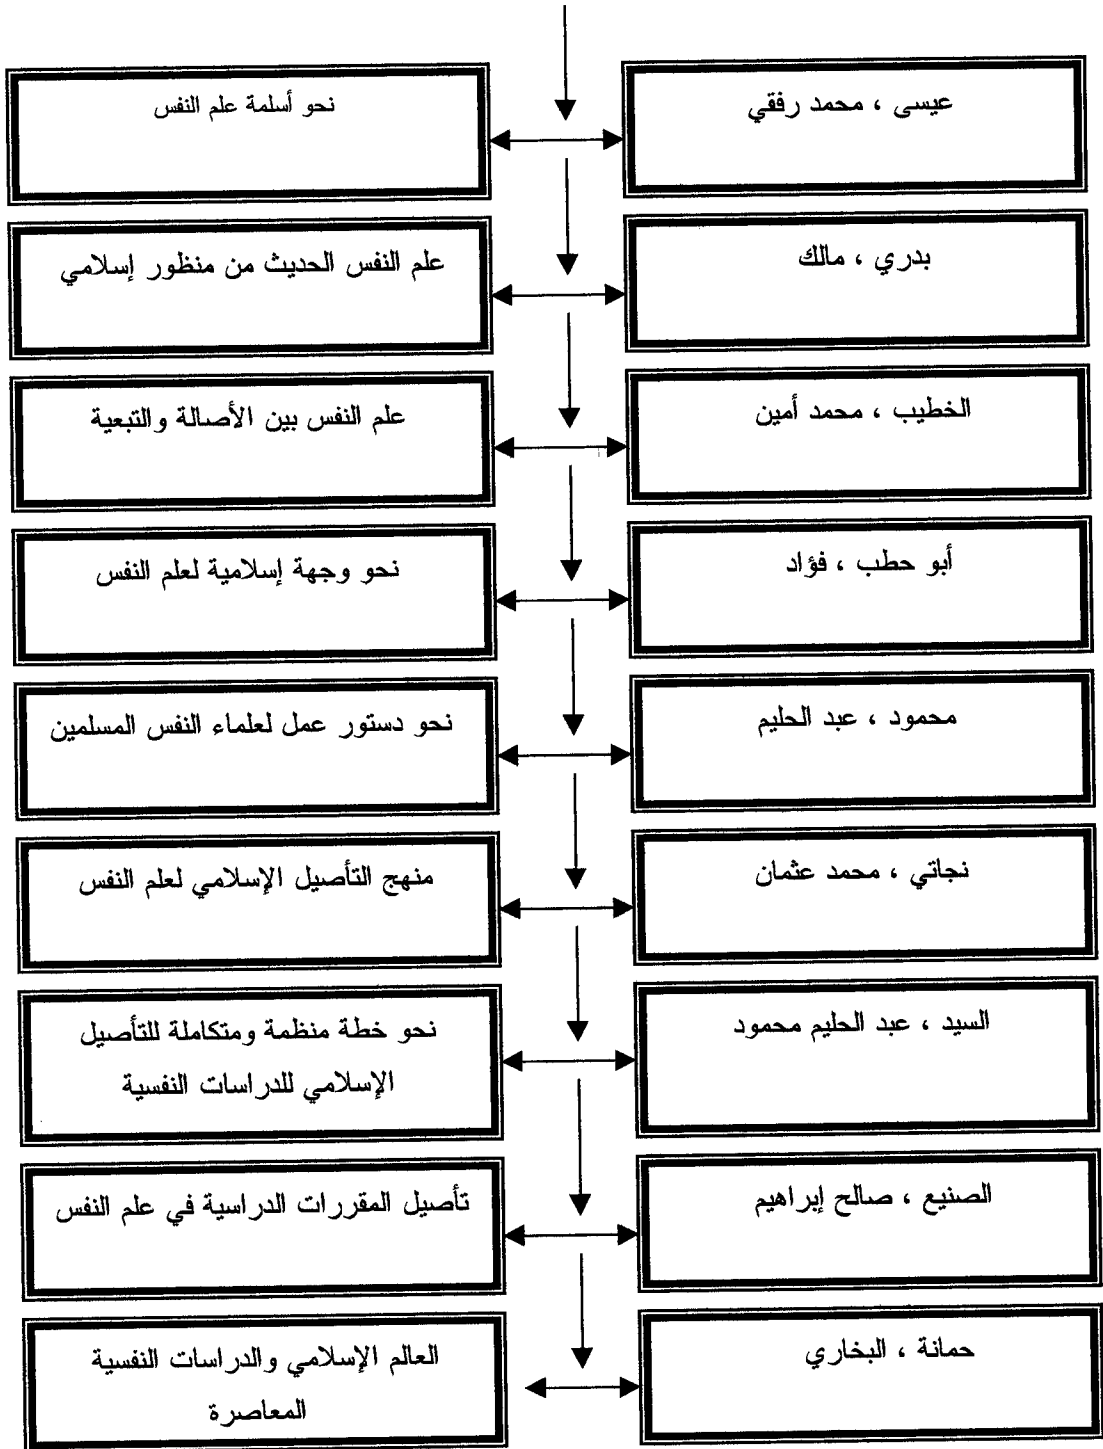 عيسى ، محمد رفقي
نحو أسلمة علم النفس
بدري ، مالك
علم النفس الحديث من منظور إسلامي
الخطيب ، محمد أمين
علم النفس بين الأصالة والتبعية
أبو حطب ، فؤاد
نحو وجهة إسلامية لعلم النفس
محمود ، عبد الحليم
نحو دستور عمل لعلماء النفس المسلمين
نجاتي ، محمد عثمان
منهج التأصيل الإسلامي لعلم النفس
السيد ، عبد الحليم محمود
نحو خطة منظمة ومتكاملة للتأصيل
الإسلامي للدراسات النفسية
الصنيع ، صالح إبراهيم
تأصيل المقررات الدراسية في علم النفس
حمانة ، البخاري
العالم الإسلامي والدراسات النفسية
المعاصرة